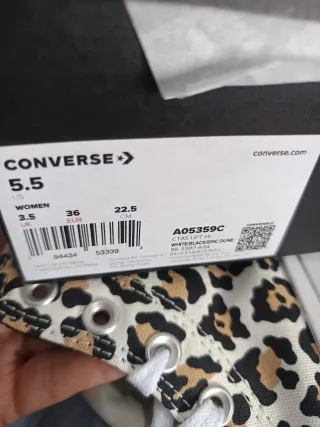 CONVERSE
converse.com
5.5
US
WOMEN
3.5
36
22.5
UK
EUR
CM
A05359C
CTAS LIFT HI
WHITE/BLACK/EPIC DUNE
94434
53339
2